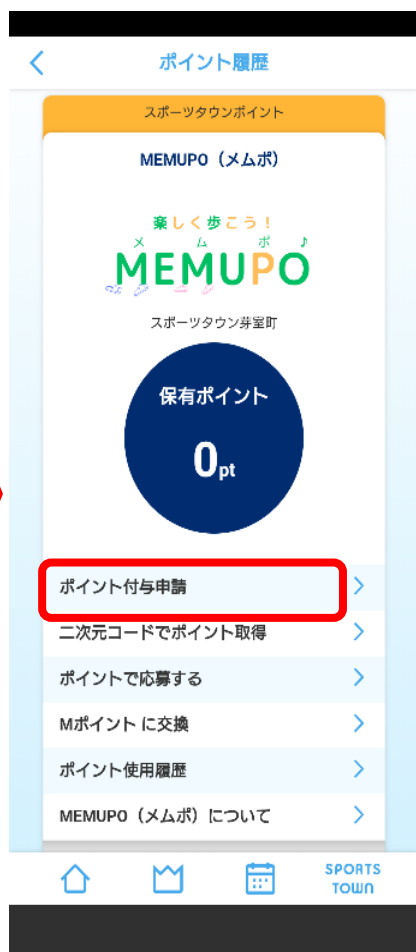 ポイント履歴
スポーツタウンポイント
MEMUPO（メムポ）
楽しく歩こう！
メムポ♪
MEMUPO
スポーツタウン芽室町
保有ポイント
0pt
ポイント付与申請
二次元コードでポイント取得
ポイントで応募する
Mポイント に交換
ポイント使用履歴
MEMUPO（メムポ）について
SPORTS
TOWN